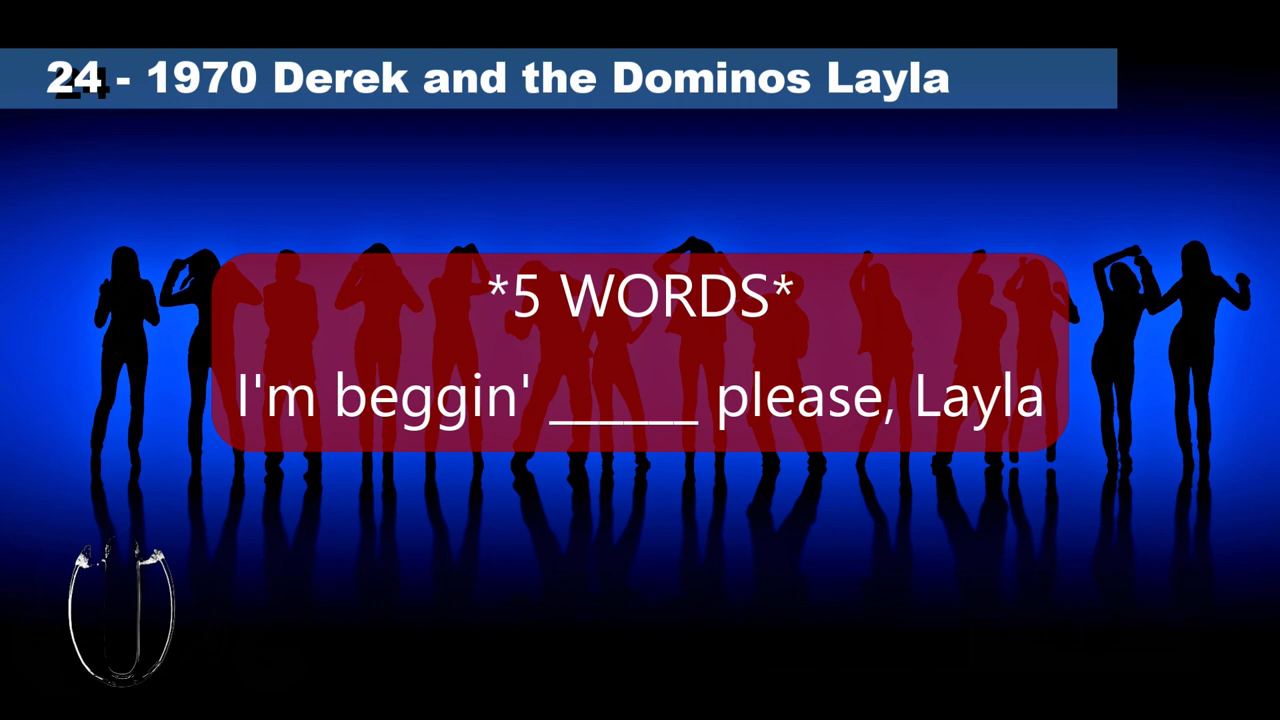 24 - 1970 Derek and the Dominos Layla
*5 WORDS*
I'm beggin' ______ please, Layla